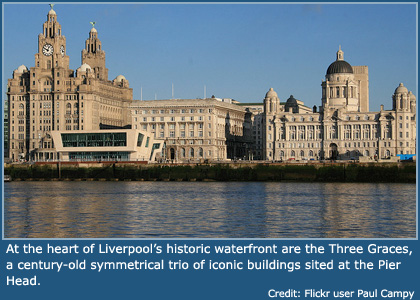 At the heart of Liverpool's historic waterfront are the Three Graces,
a century-old symmetrical trio of iconic buildings sited at the Pier
Head.
Credit: Flickr user Paul Campy